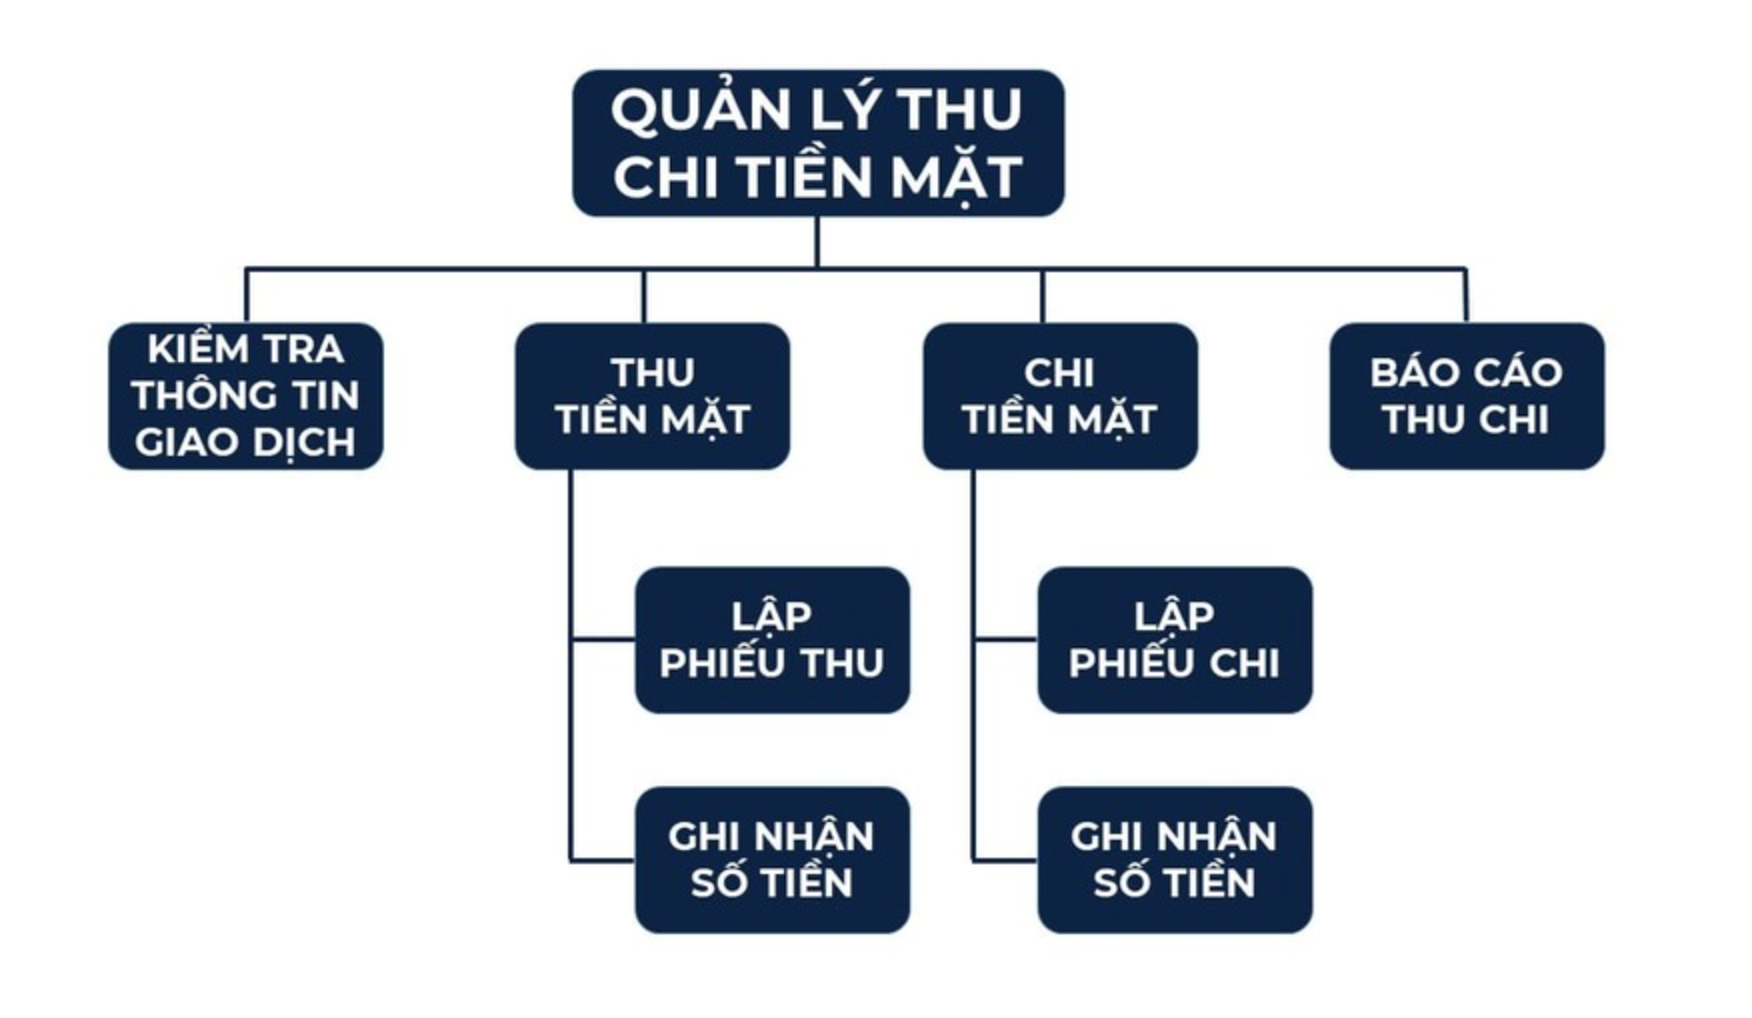 QUẢN LÝ THU
CHI TIỀN MẶT
KIỂM TRA
THÔNG TIN
GIAO DỊCH
THU
TIỀN MẶT
CHI
TIỀN MẶT
BÁO CÁO
THU CHI
LẬP
PHIẾU THU
LẬP
PHIẾU CHI
GHI NHẬN
SỐ TIỀN
GHI NHẬN
SỐ TIỀN